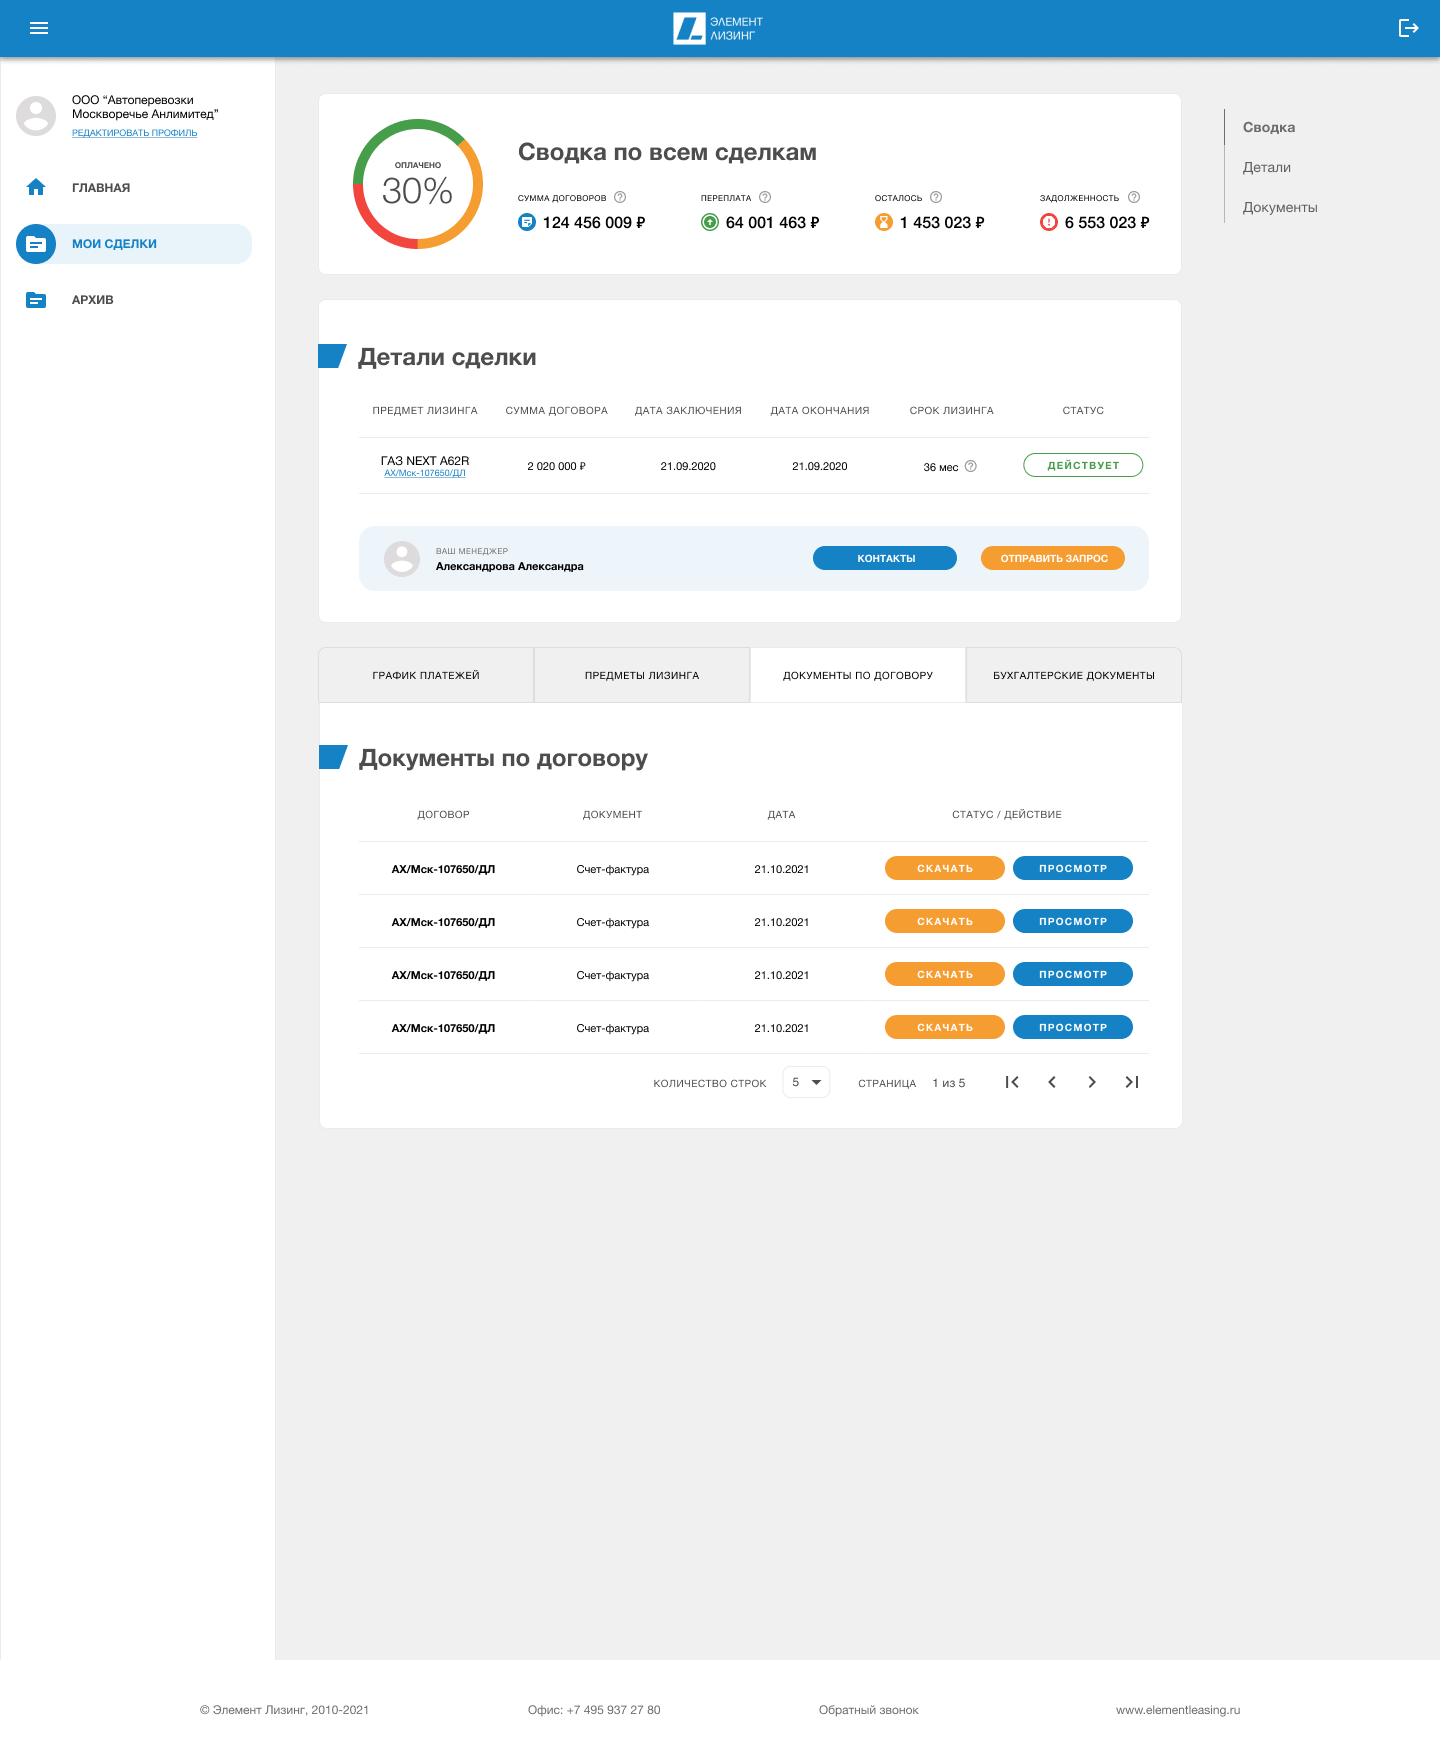 ЭЛЕМЕНТ
ЛИЗИНГ
ООО “Автоперевозки
Москворечье Анлимитед”
РЕДАКТИРОВАТЬ ПРОФИЛЬ
ГЛАВНАЯ
МОИ СДЕЛКИ
АРХИВ
ОПЛАЧЕНО
30%
Сводка по всем сделкам
СУММА ДОГОВОРОВ ПЕРЕПЛАТА ОСТАЛОСЬ ЗАДОЛЖЕННОСТЬ
124 456 009 ₽ 64 001 463 ₽ 1 453 023 ₽ 6 553 023 ₽
Сводка
Детали
Документы
Детали сделки
ПРЕДМЕТ ЛИЗИНГА СУММА ДОГОВОРА ДАТА ЗАКЛЮЧЕНИЯ ДАТА ОКОНЧАНИЯ СРОК ЛИЗИНГА СТАТУС
ГАЗ NEXT A62R 2 020 000 ₽ 21.09.2020 21.09.2020 36 мес ДЕЙСТВУЕТ
АХ/Мск-107650/ДЛ
ВАШ МЕНЕДЖЕР
Александрова Александра
КОНТАКТЫ ОТПРАВИТЬ ЗАПРОС
ГРАФИК ПЛАТЕЖЕЙ ПРЕДМЕТЫ ЛИЗИНГА ДОКУМЕНТЫ ПО ДОГОВОРУ БУХГАЛТЕРСКИЕ ДОКУМЕНТЫ
Документы по договору
ДОГОВОР ДОКУМЕНТ ДАТА СТАТУС / ДЕЙСТВИЕ
АХ/Мск-107650/ДЛ Счет-фактура 21.10.2021 СКАЧАТЬ ПРОСМОТР
АХ/Мск-107650/ДЛ Счет-фактура 21.10.2021 СКАЧАТЬ ПРОСМОТР
АХ/Мск-107650/ДЛ Счет-фактура 21.10.2021 СКАЧАТЬ ПРОСМОТР
АХ/Мск-107650/ДЛ Счет-фактура 21.10.2021 СКАЧАТЬ ПРОСМОТР
КОЛИЧЕСТВО СТРОК 5 СТРАНИЦА 1 из 5
© Элемент Лизинг, 2010-2021 Офис: +7 495 937 27 80 Обратный звонок www.elementleasing.ru